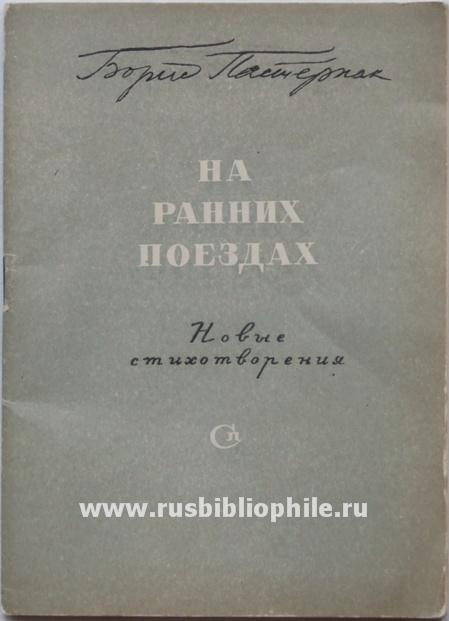 Борис Пастернак
НА
РАННИХ
ПОЕЗДАХ
Новые
стихотворения
СП
www.rusbibliophile.ru